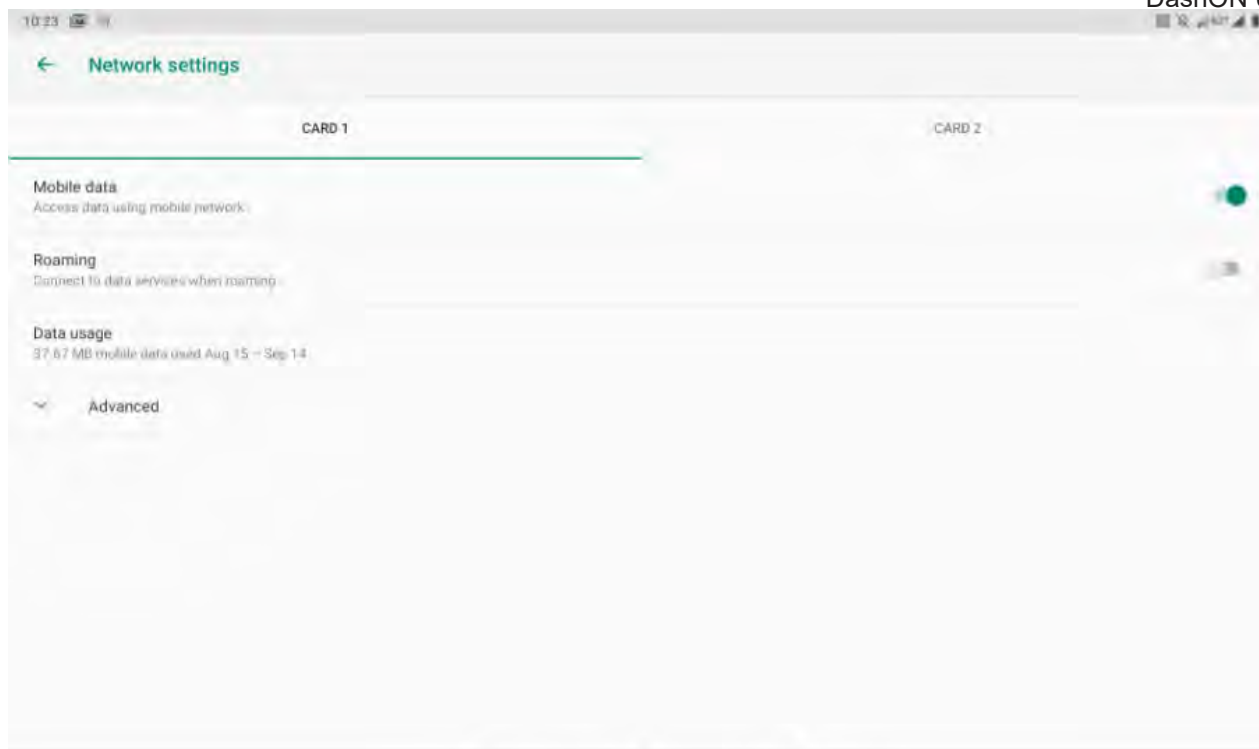 DashON
10:23
Network settings
CARD 1
CARD 2
Mobile data
Access data using mobile network.
Roaming
Connect to data services when roaming
Data usage
37.67 MB mobile data used Aug 15 – Sep 14
Advanced